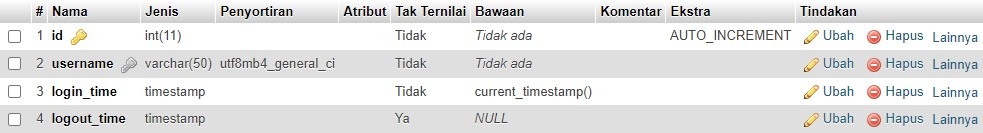 # Nama Jenis Penyortiran Atribut Tak Ternilai Bawaan Komentar Ekstra Tindakan
1 id int(11) Tidak Tidak ada AUTO_INCREMENT Ubah Hapus Lainnya
2 username varchar(50) utf8mb4_general_ci Tidak Tidak ada Ubah Hapus Lainnya
3 login_time timestamp Tidak current_timestamp() Ubah Hapus Lainnya
4 logout_time timestamp Ya NULL Ubah Hapus Lainnya